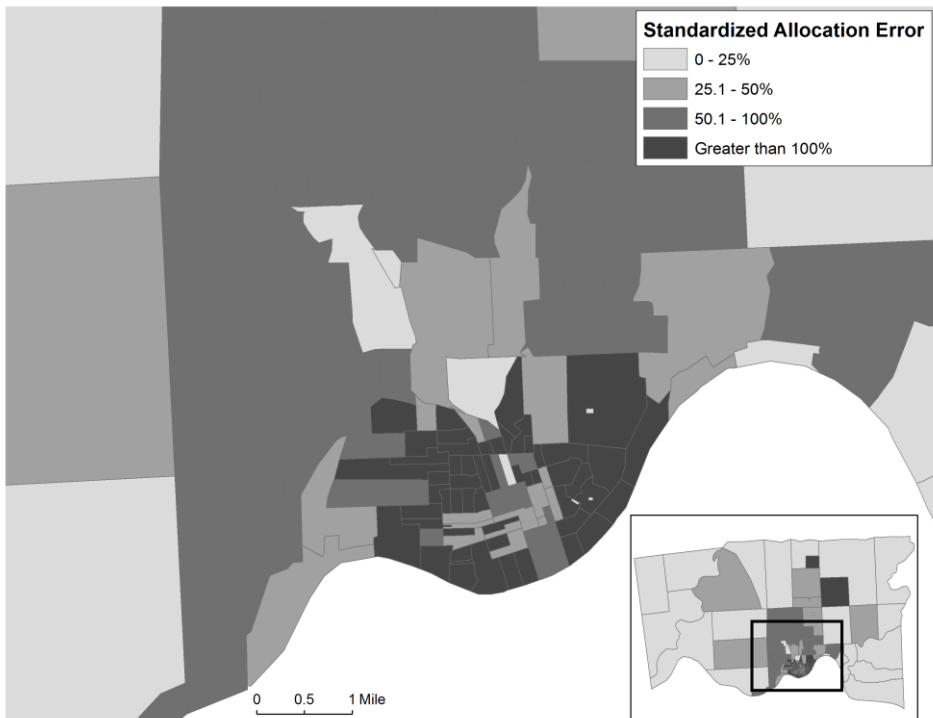 Standardized Allocation Error
0 - 25%
25.1 - 50%
50.1 - 100%
Greater than 100%
0 0.5 1 Mile